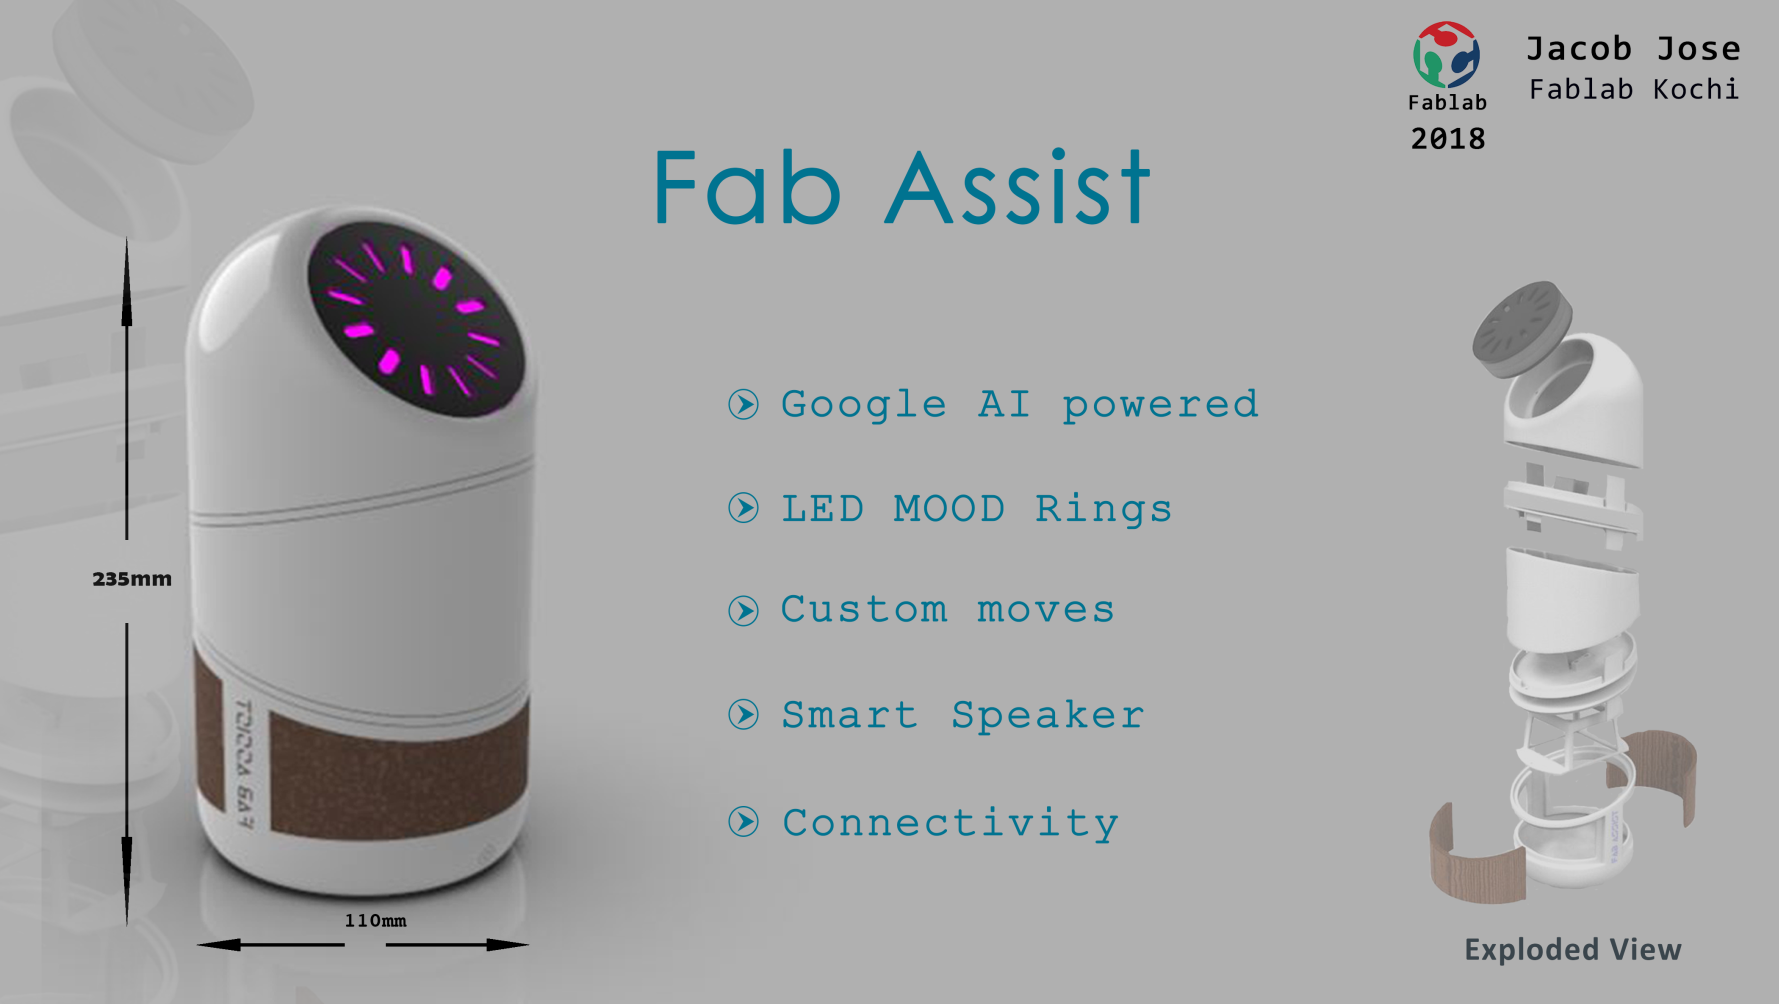 Fablab
2018
Jacob Jose
Fablab Kochi
Fab Assist
Google AI powered
LED MOOD Rings
Custom moves
Smart Speaker
Connectivity
235mm
110mm
Exploded View